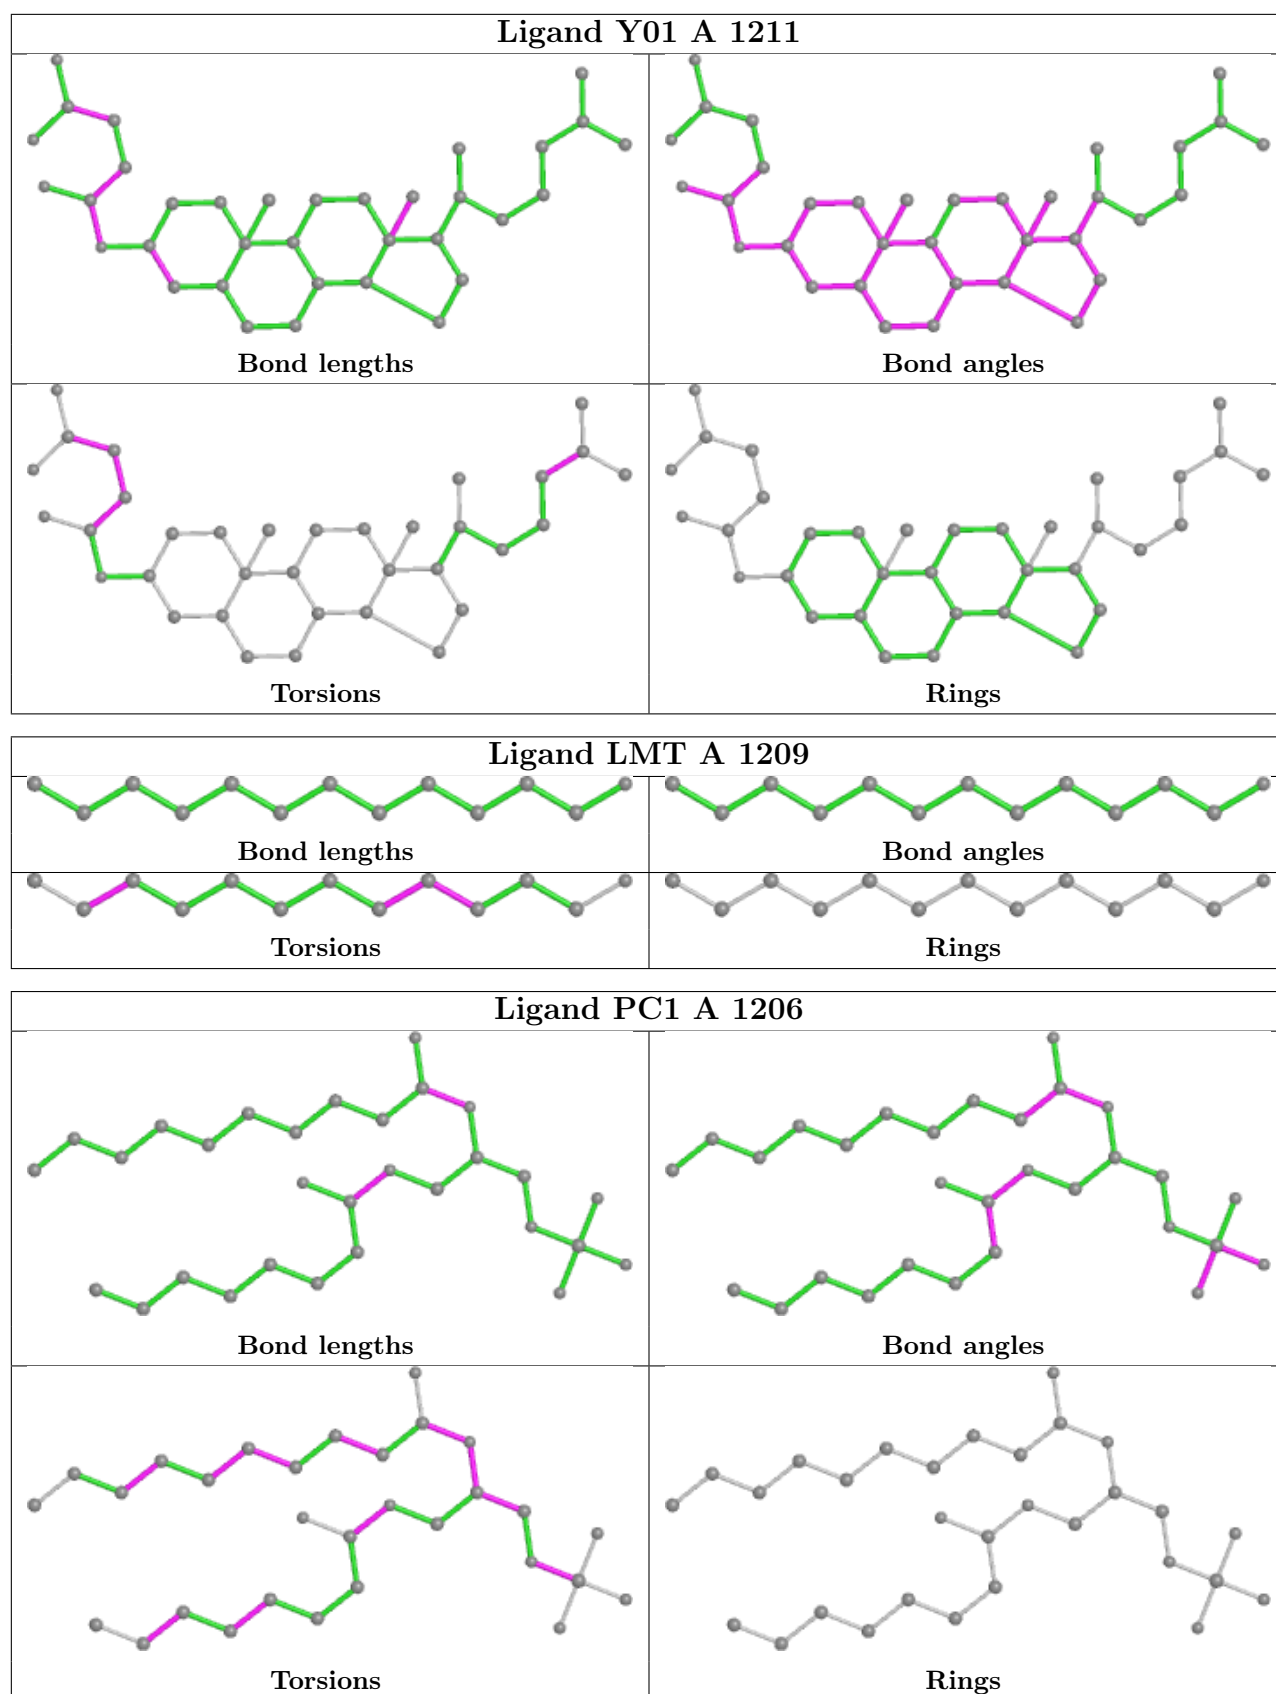 Ligand Y01 A 1211
Bond lengths
Bond angles
Torsions
Rings
Ligand LMT A 1209
Bond lengths
Bond angles
Torsions
Rings
Ligand PC1 A 1206
Bond lengths
Bond angles
Torsions
Rings